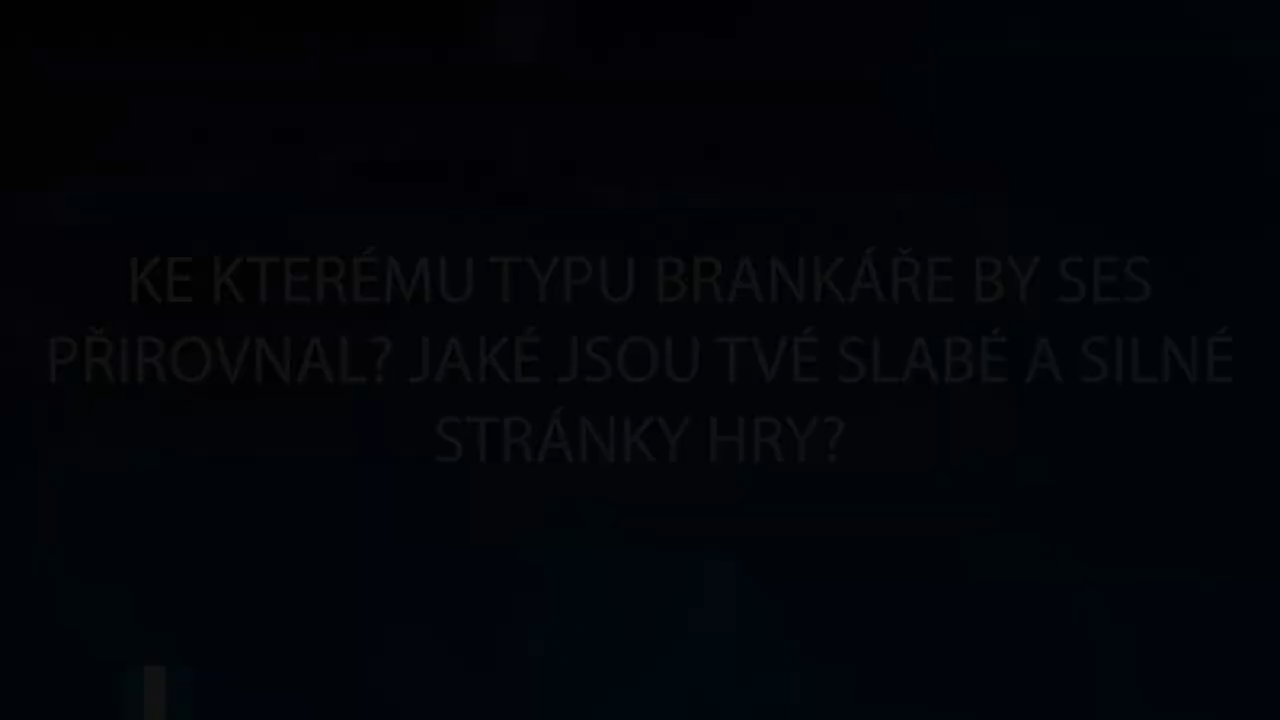 KE KTERÉMU TYPU BRANKÁŘE BY SES
PŘIROVNAL? JAKÉ JSOU TVÉ SLABÉ A SILNÉ
STRÁNKY HRY?